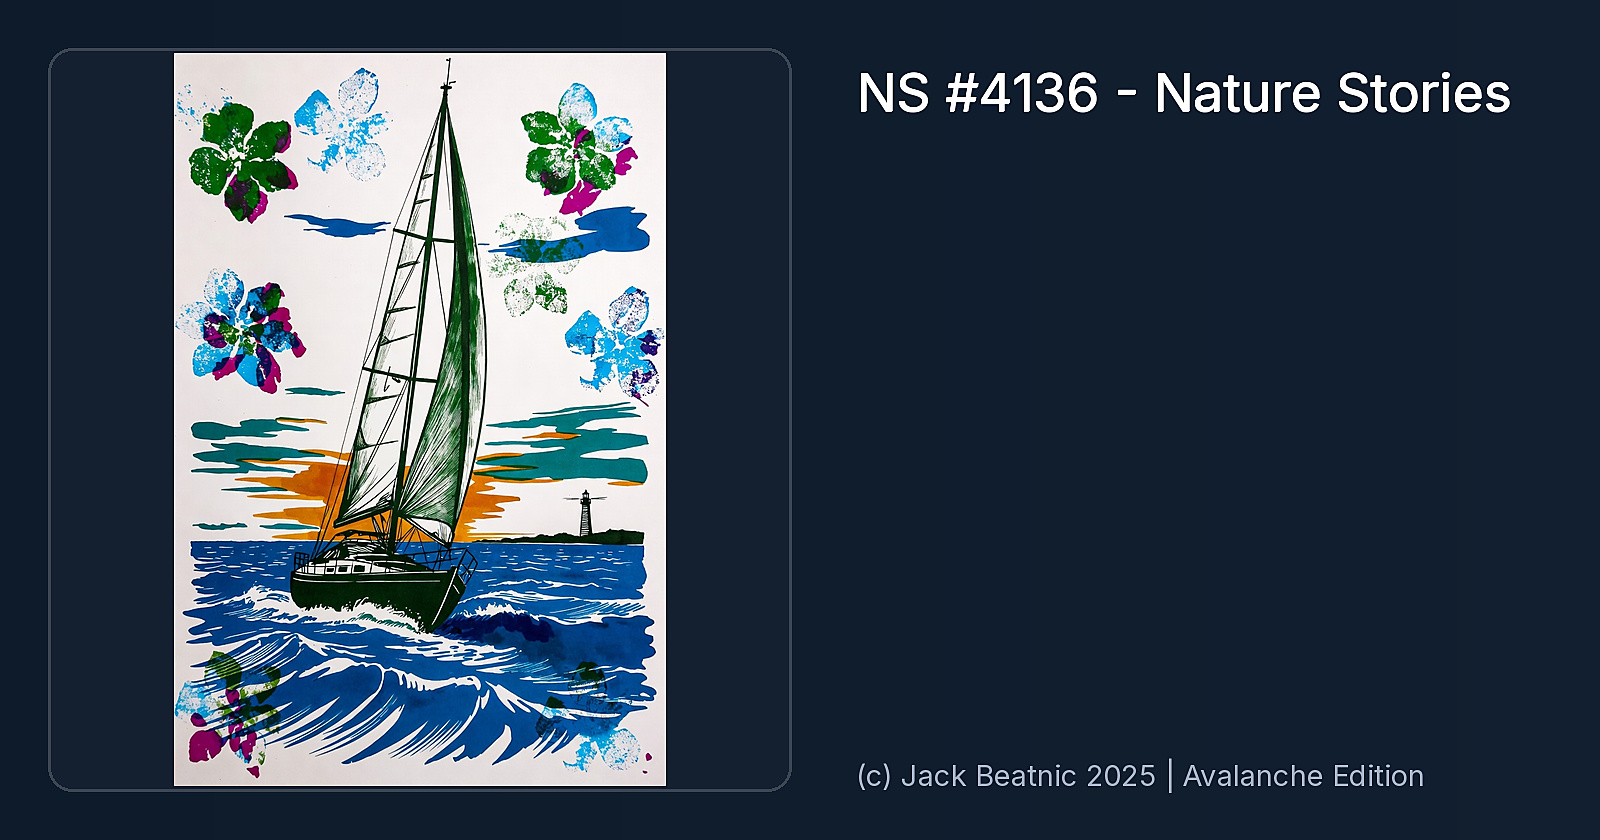 NS #4136 - Nature Stories
(c) Jack Beatnic 2025 | Avalanche Edition